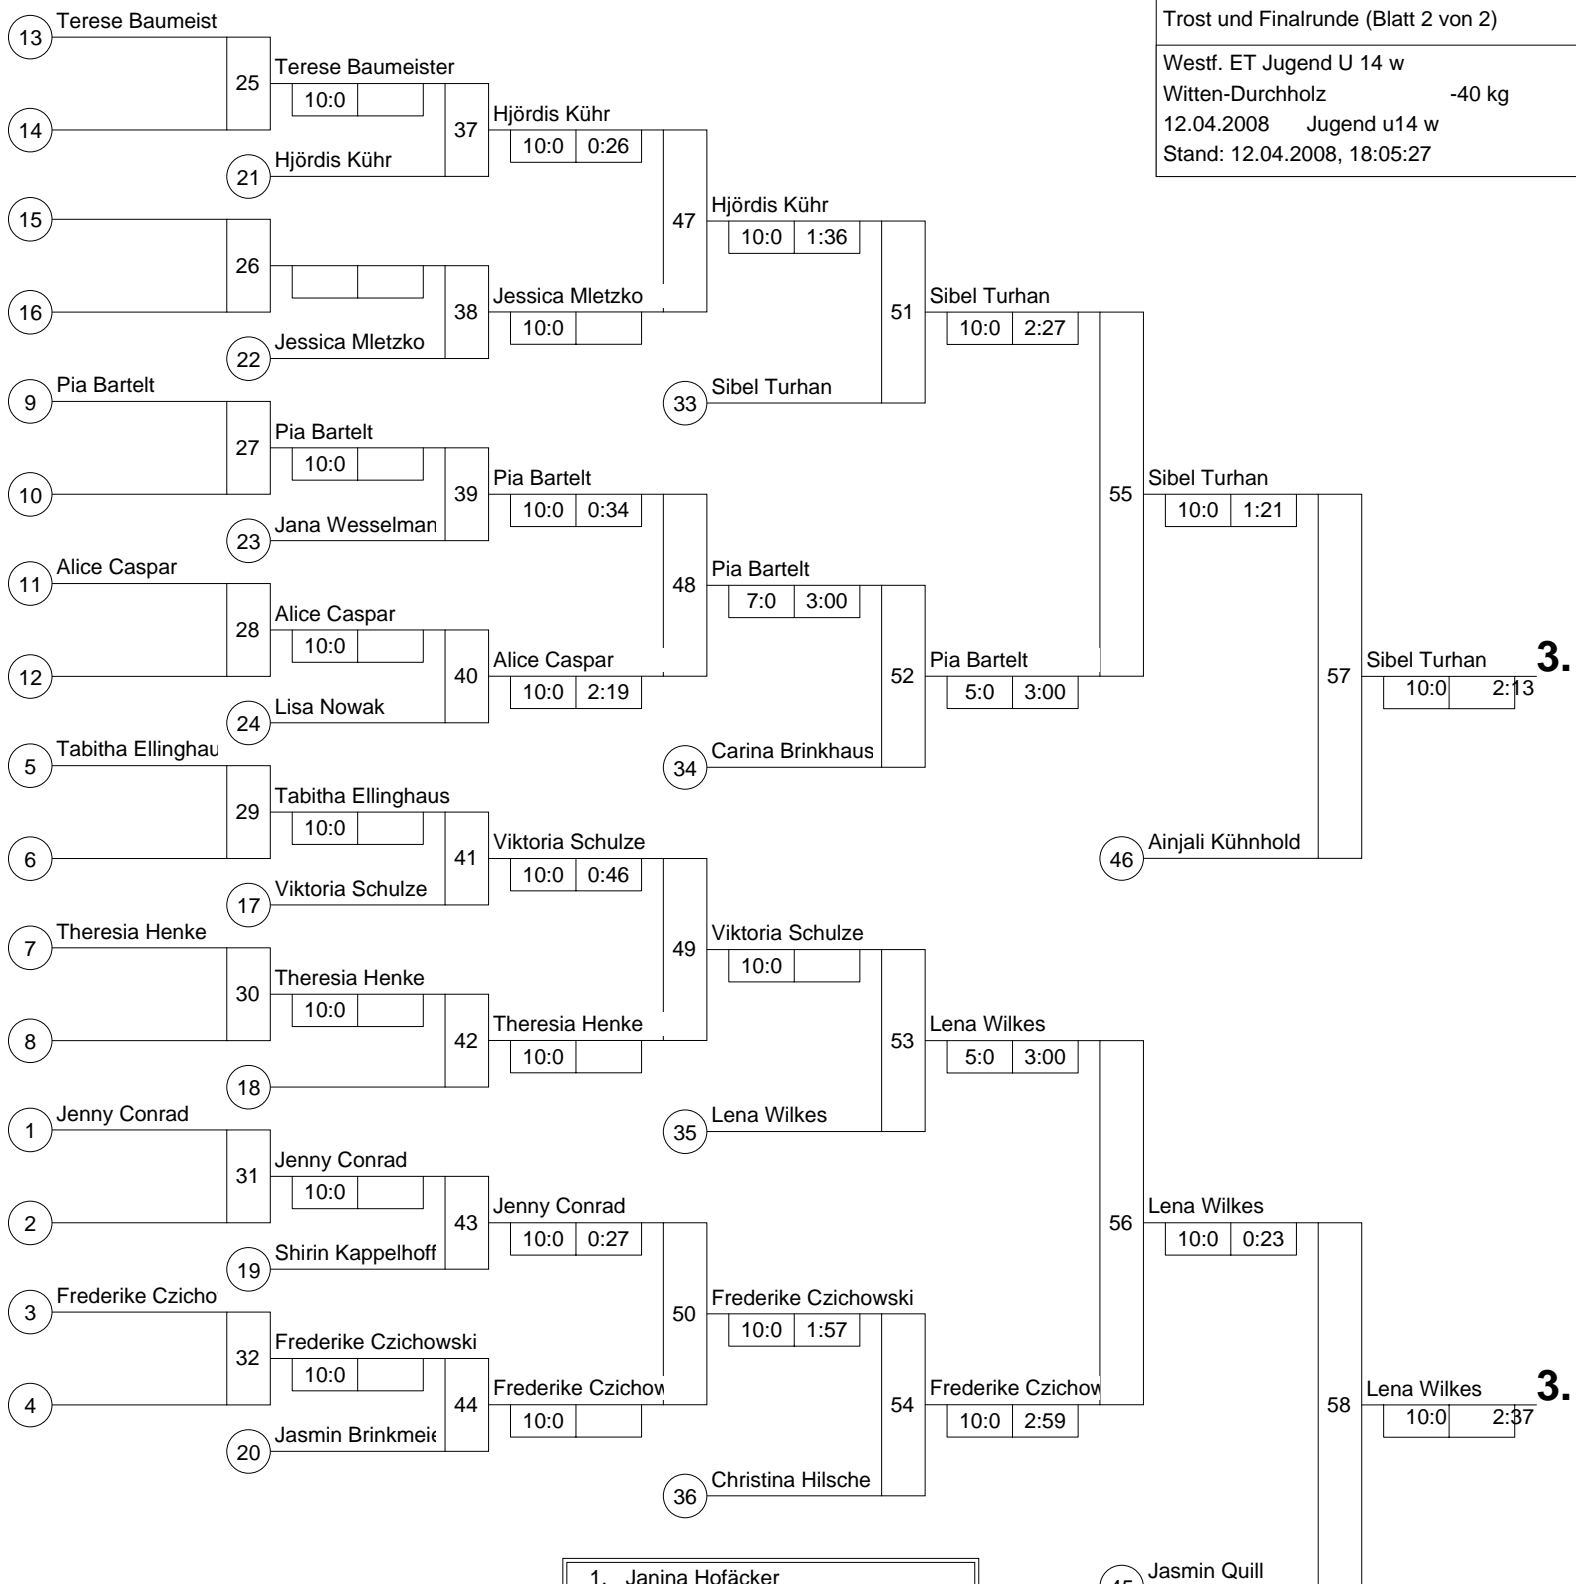 Trost und Finalrunde (Blatt 2 von 2)
Westf. ET Jugend U 14 w
Witten-Durchholz -40 kg
12.04.2008 Jugend u14 w
Stand: 12.04.2008, 18:05:27
13 Terese Baumeist
25 Terese Baumeister
10:0
14
37 Hjördis Kühr
10:0 0:26
21 Hjördis Kühr
15
47 Hjördis Kühr
10:0 1:36
26
16
38 Jessica Mletzko
10:0
22 Jessica Mletzko
51 Sibel Turhan
10:0 2:27
33 Sibel Turhan
9 Pia Bartelt
27 Pia Bartelt
10:0
10
39 Pia Bartelt
10:0 0:34
23 Jana Wesselman
55 Sibel Turhan
10:0 1:21
11 Alice Caspar
48 Pia Bartelt
7:0 3:00
28 Alice Caspar
10:0
12
40 Alice Caspar
10:0 2:19
24 Lisa Nowak
52 Pia Bartelt
5:0 3:00
57 Sibel Turhan 3.
10:0 2:13
34 Carina Brinkhaus
5 Tabitha Ellinghau
29 Tabitha Ellinghaus
10:0
6
41 Viktoria Schulze
10:0 0:46
46 Ainjali Kühnhold
17 Viktoria Schulze
7 Theresia Henke
49 Viktoria Schulze
10:0
30 Theresia Henke
10:0
8
42 Theresia Henke
10:0
18
53 Lena Wilkes
5:0 3:00
35 Lena Wilkes
1 Jenny Conrad
31 Jenny Conrad
10:0
2
43 Jenny Conrad
10:0 0:27
19 Shirin Kappelhoff
56 Lena Wilkes
10:0 0:23
3 Frederike Czicho
50 Frederike Czichowski
10:0 1:57
32 Frederike Czichowski
10:0
4
44 Frederike Czichow
10:0
20 Jasmin Brinkmeie
54 Frederike Czichow
10:0 2:59
58 Lena Wilkes 3.
10:0 2:37
36 Christina Hilsche
45 Jasmin Quill
1. Janina Hofäcker